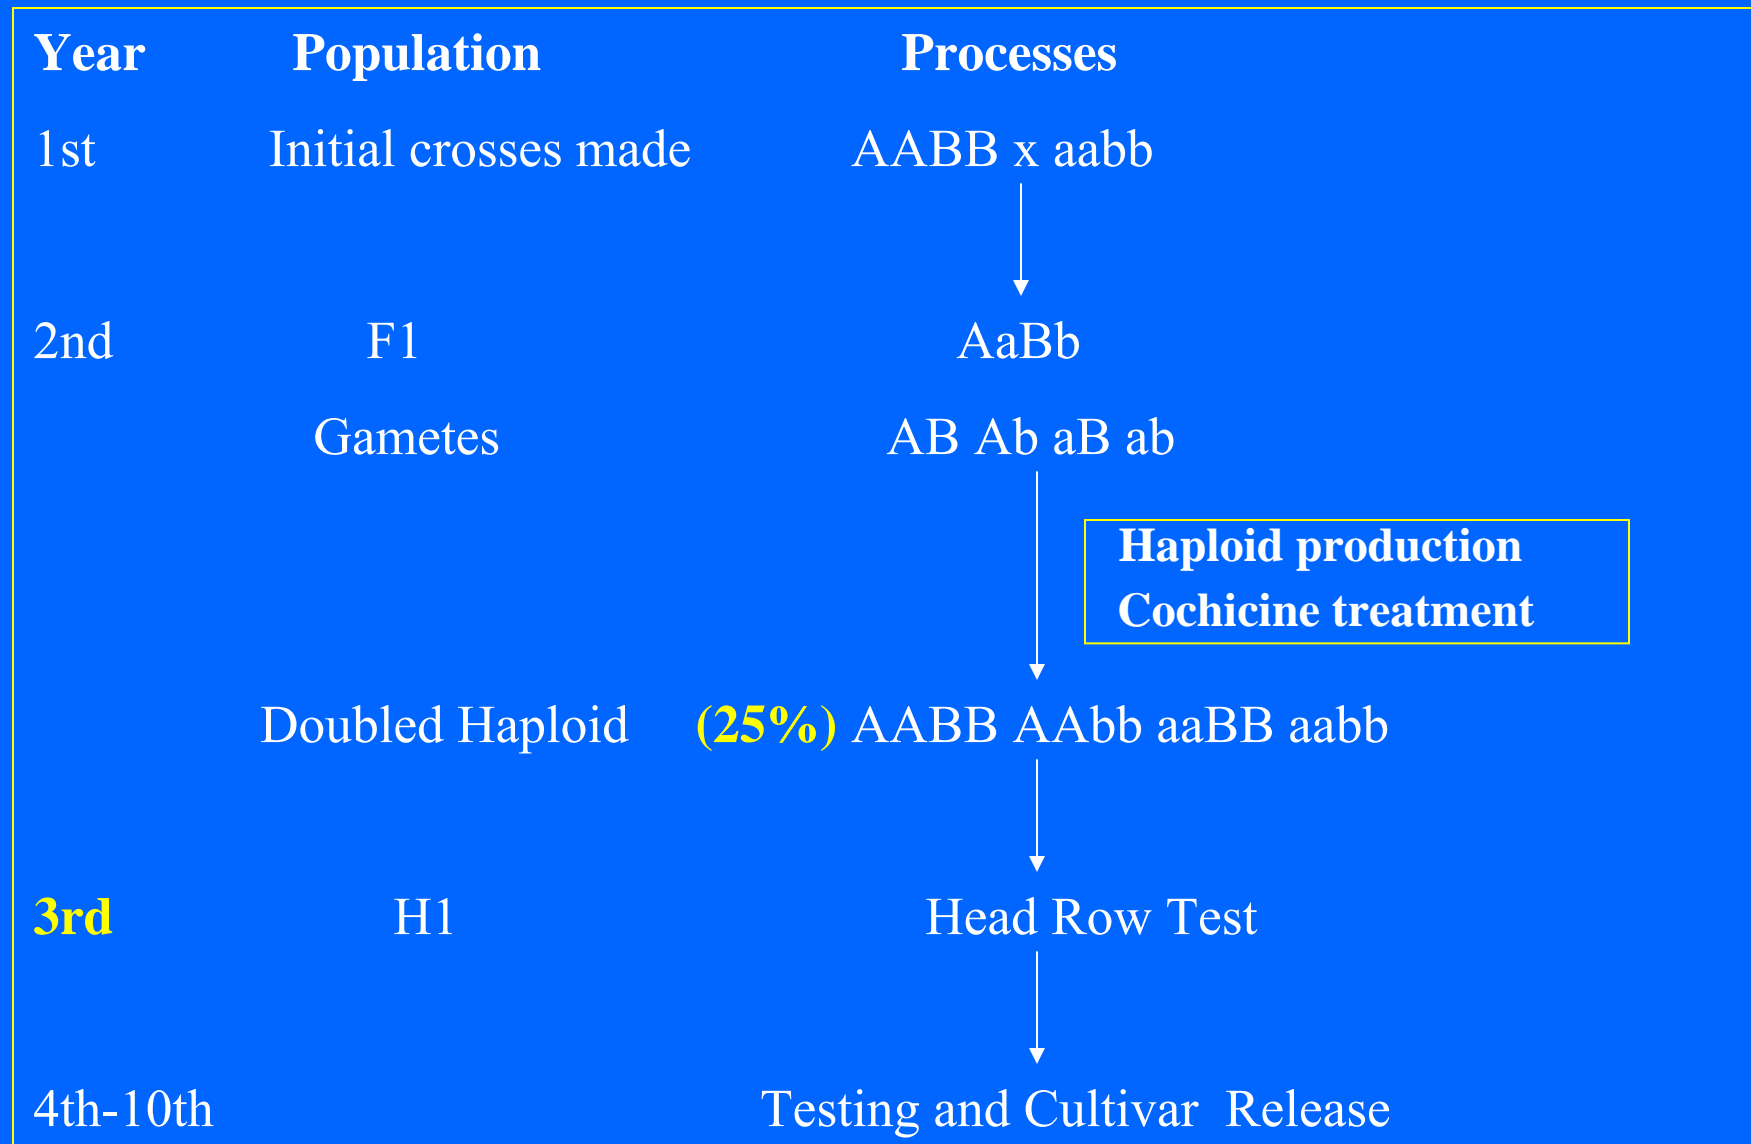 Year Population Processes
1st Initial crosses made AABB x aabb
2nd F1 AaBb
Gametes AB Ab aB ab
Haploid production
Cochicine treatment
Doubled Haploid (25%) AABB AAbb aaBB aabb
3rd H1 Head Row Test
4th-10th Testing and Cultivar Release